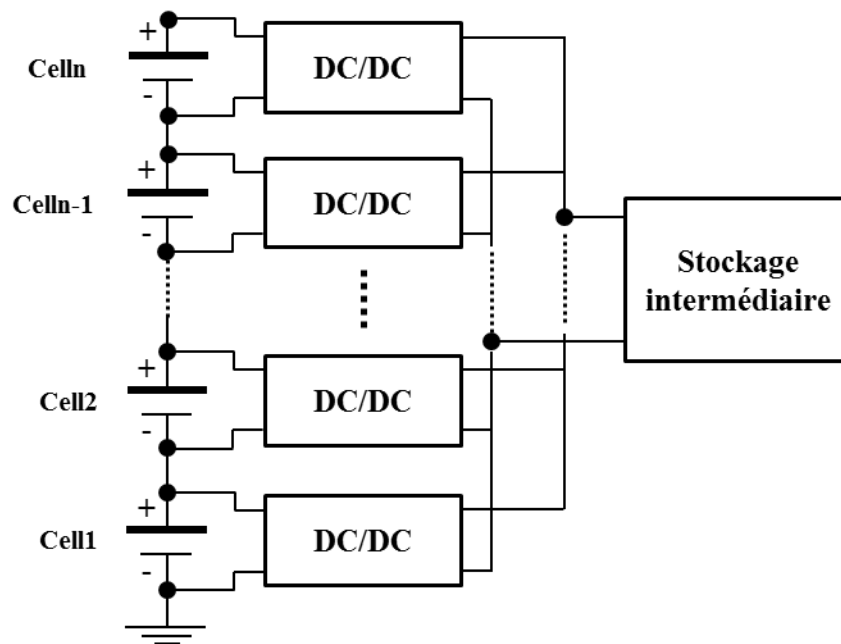 +
Celln
-
DC/DC
+
Celln-1
-
DC/DC
Stockage
intermédiaire
+
Cell2
-
DC/DC
+
Cell1
-
DC/DC